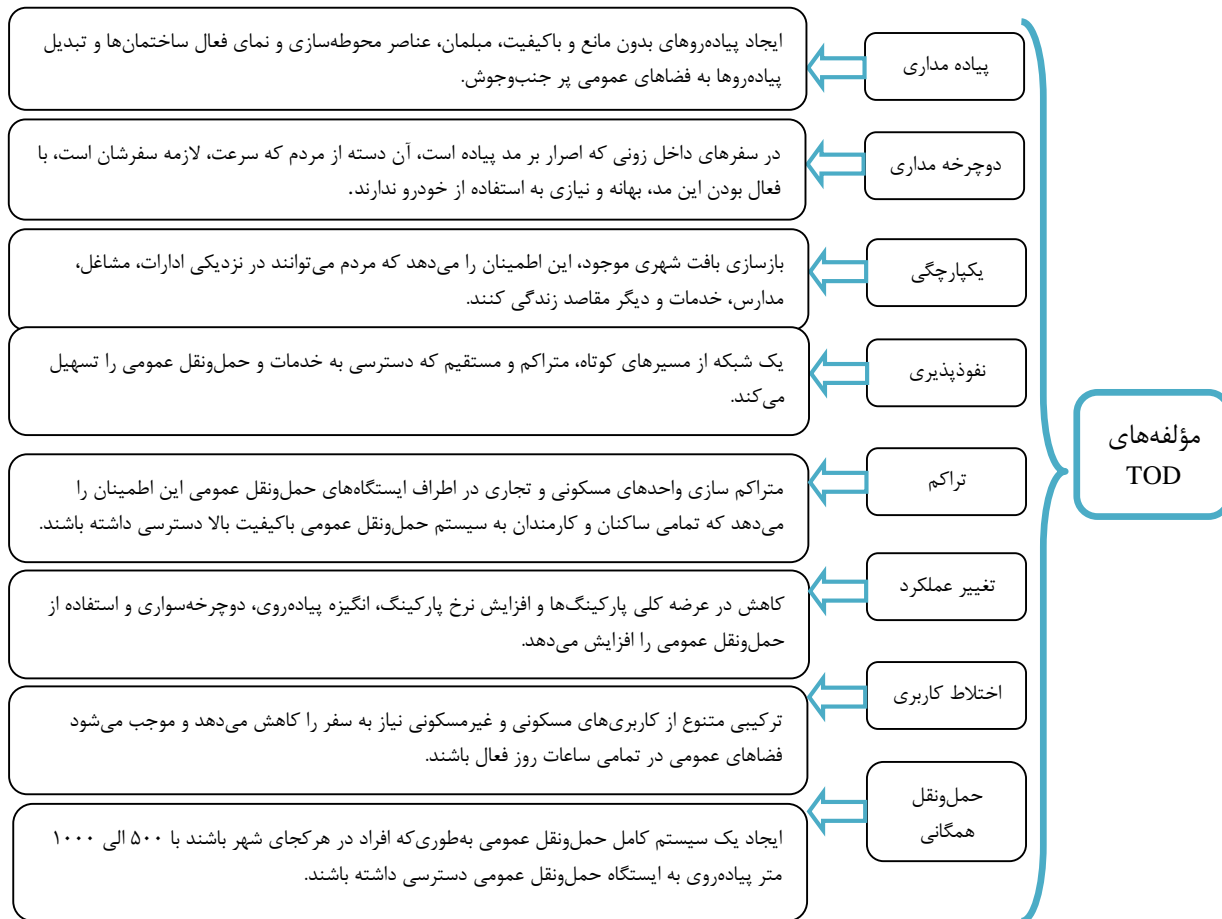 مؤلفه‌های
TOD
پیاده مداری
ایجاد پیاده‌روهای بدون مانع و باکیفیت، مبلمان، عناصر محوطه‌سازی و نمای فعال ساختمان‌ها و تبدیل
پیاده‌روها به فضاهای عمومی پر جنب‌وجوش.
دوچرخه مداری
در سفرهای داخل زونی که اصرار بر مد پیاده است، آن دسته از مردم که سرعت، لازمه سفرشان است، با
فعال بودن این مد، بهانه و نیازی به استفاده از خودرو ندارند.
یکپارچگی
بازسازی بافت شهری موجود، این اطمینان را می‌دهد که مردم می‌توانند در نزدیکی ادارات، مشاغل،
مدارس، خدمات و دیگر مقاصد زندگی کنند.
نفوذپذیری
یک شبکه از مسیرهای کوتاه، متراکم و مستقیم که دسترسی به خدمات و حمل‌ونقل عمومی را تسهیل
می‌کند.
تراکم
متراکم سازی واحدهای مسکونی و تجاری در اطراف ایستگاه‌های حمل‌ونقل عمومی این اطمینان را
می‌دهد که تمامی ساکنان و کارمندان به سیستم حمل‌ونقل عمومی باکیفیت بالا دسترسی داشته باشند.
تغییر عملکرد
کاهش در عرضه کلی پارکینگ‌ها و افزایش نرخ پارکینگ، انگیزه پیاده‌روی، دوچرخه‌سواری و استفاده از
حمل‌ونقل عمومی را افزایش می‌دهد.
اختلاط کاربری
ترکیبی متنوع از کاربری‌های مسکونی و غیرمسکونی نیاز به سفر را کاهش می‌دهد و موجب می‌شود
فضاهای عمومی در تمامی ساعات روز فعال باشند.
حمل‌ونقل
همگانی
ایجاد یک سیستم کامل حمل‌ونقل عمومی به‌طوری‌که افراد در هرکجای شهر باشند با ۵۰۰ الی ۱۰۰۰
متر پیاده‌روی به ایستگاه حمل‌ونقل عمومی دسترسی داشته باشند.